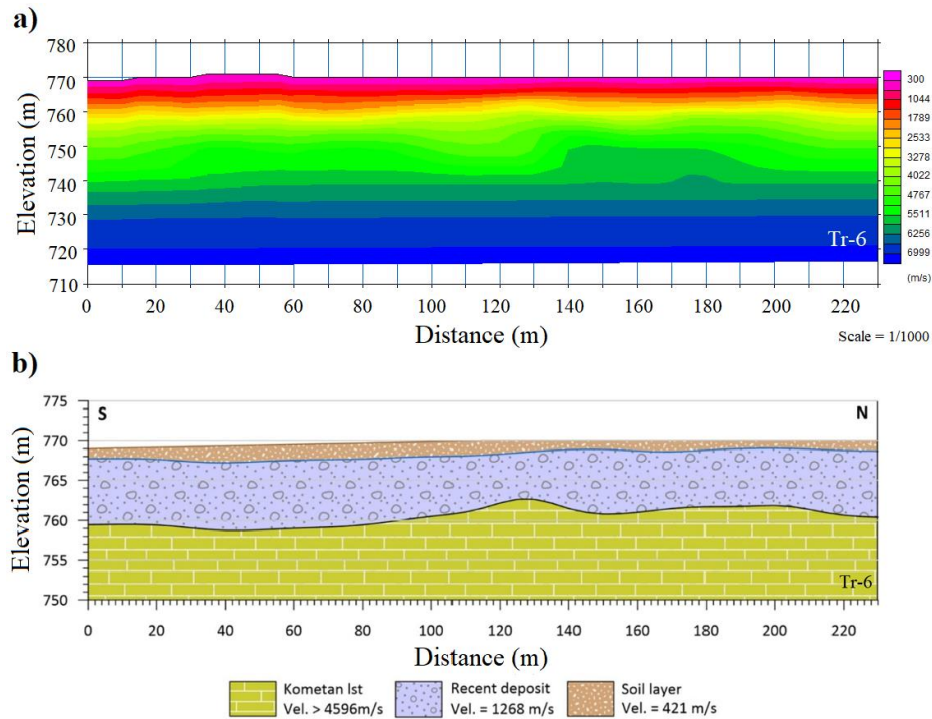 a)
780
770
760
750
740
730
720
710
Elevation (m)
0 20 40 60 80 100 120 140 160 180 200 220
Distance (m)
Tr-6
300
1044
1789
2533
3278
4022
4767
5511
6256
6999
(m/s)
Scale = 1/1000
b)
775
770
765
760
755
750
Elevation (m)
S N
Tr-6
0 20 40 60 80 100 120 140 160 180 200 220
Distance (m)
Kometan lst
Vel. > 4596m/s
Recent deposit
Vel. = 1268 m/s
Soil layer
Vel. = 421 m/s